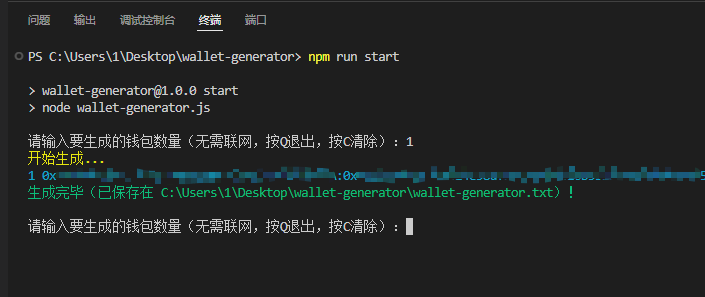 问题 输出 调试控制台 终端 端口
PS C:\Users\1\Desktop\wallet-generator> npm run start
> wallet-generator@1.0.0 start
> node wallet-generator.js
请输入要生成的钱包数量（无需联网，按Q退出，按C清除）：1
开始生成...
1 0x :0x 5
生成完毕（已保存在 C:\Users\1\Desktop\wallet-generator\wallet-generator.txt）！
请输入要生成的钱包数量（无需联网，按Q退出，按C清除）：